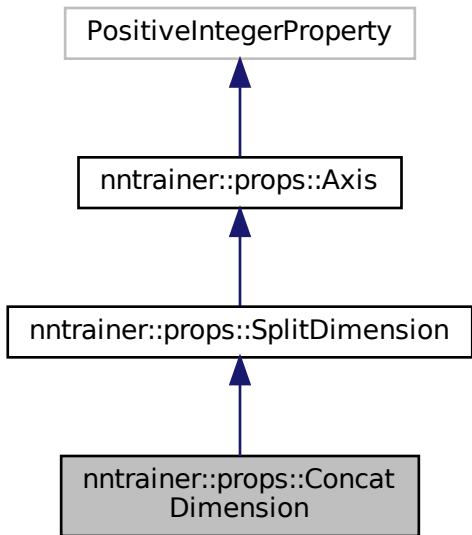 PositiveIntegerProperty
nntrainer::props::Axis
nntrainer::props::SplitDimension
nntrainer::props::Concat
Dimension